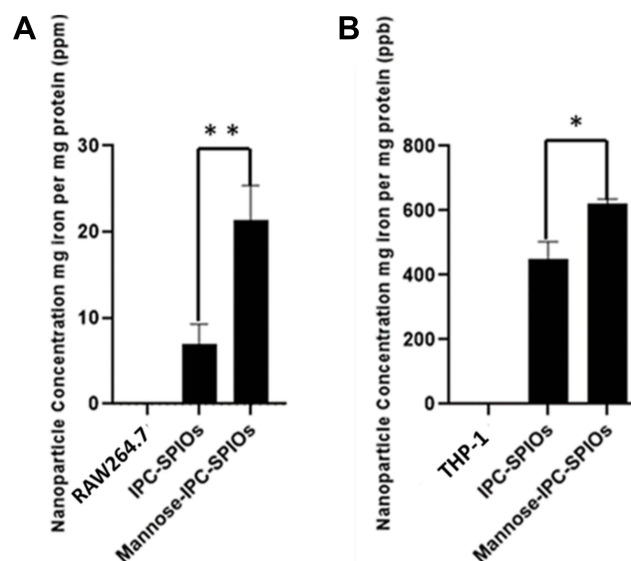 A
Nanoparticle Concentration mg iron per mg protein (ppm)
30
20
10
0
* *
RAW264.7
IPC-SPIOs
Mannose-IPC-SPIOs
B
Nanoparticle Concentration mg iron per mg protein (ppb)
800
600
400
200
0
*
THP-1
IPC-SPIOs
Mannose-IPC-SPIOs